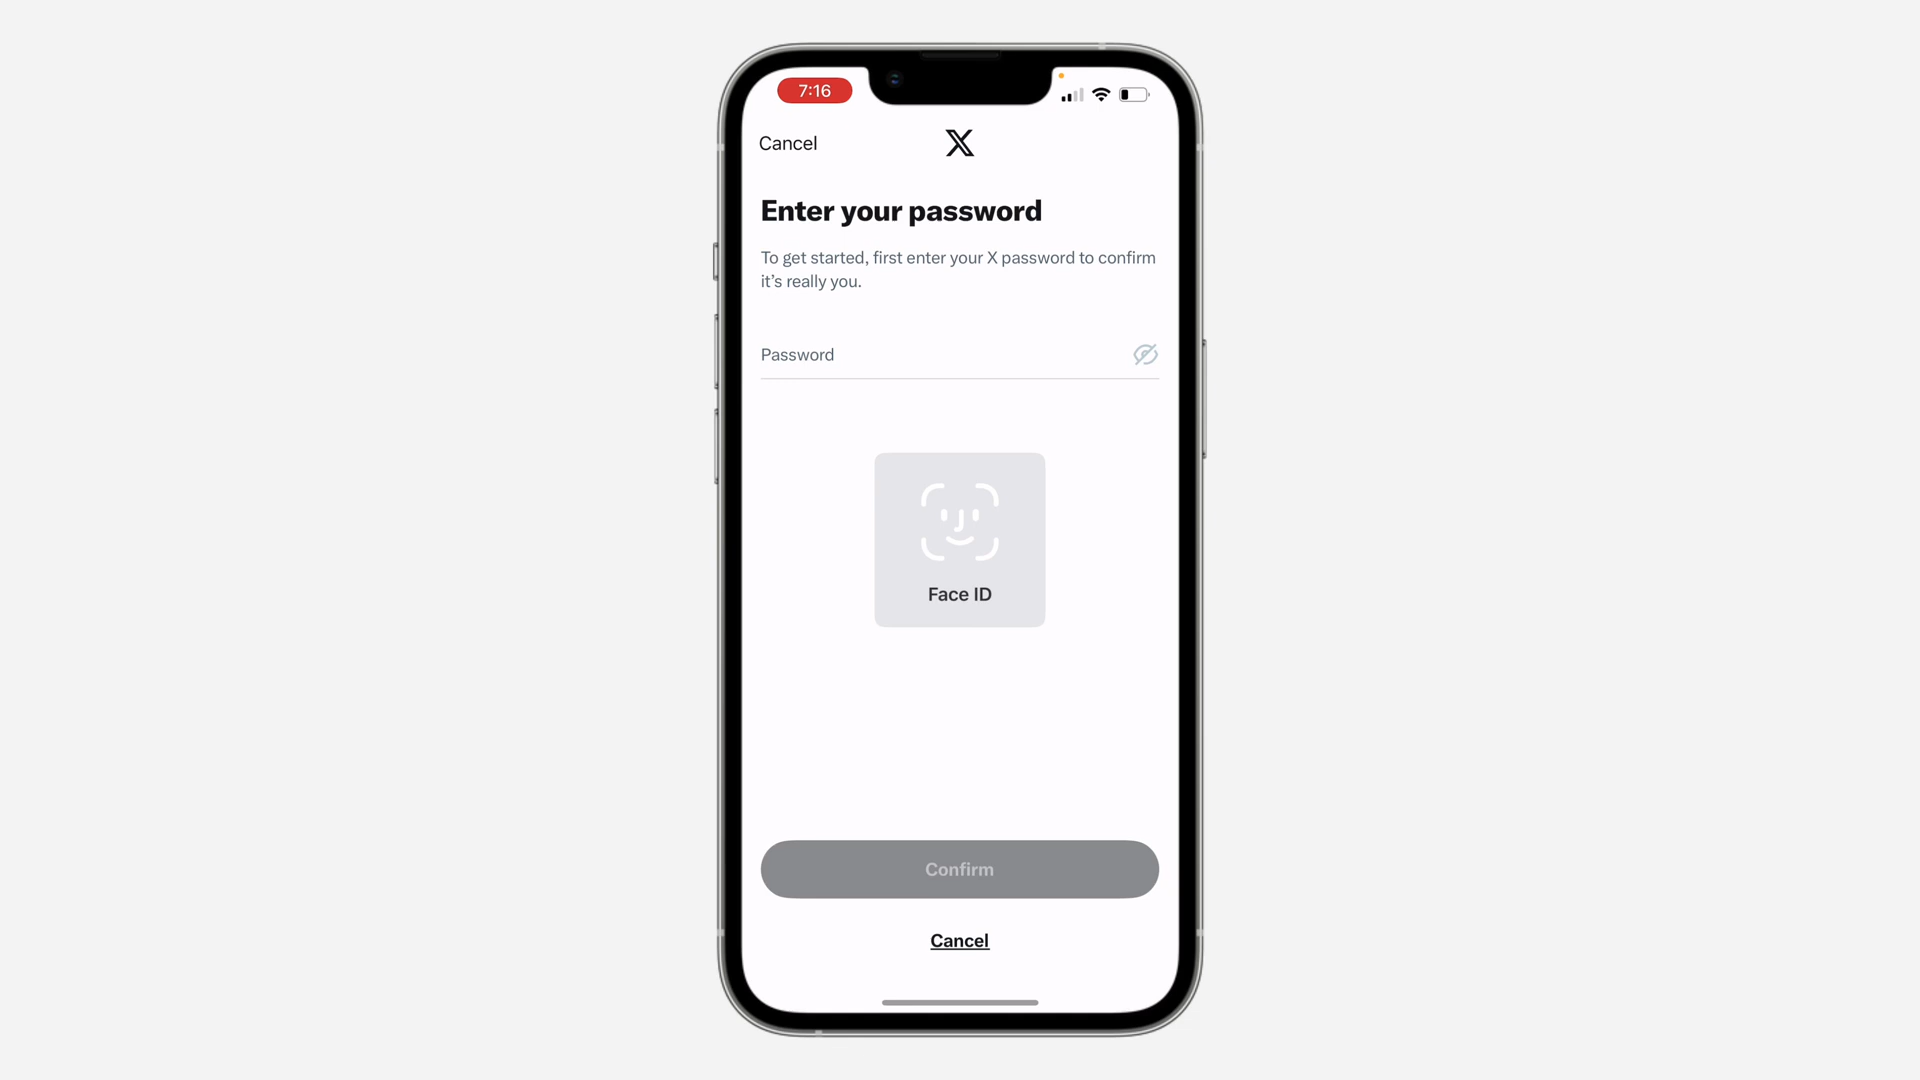 7:16
Cancel
Enter your password
To get started, first enter your X password to confirm
it's really you.
Password
Face ID
Confirm
Cancel